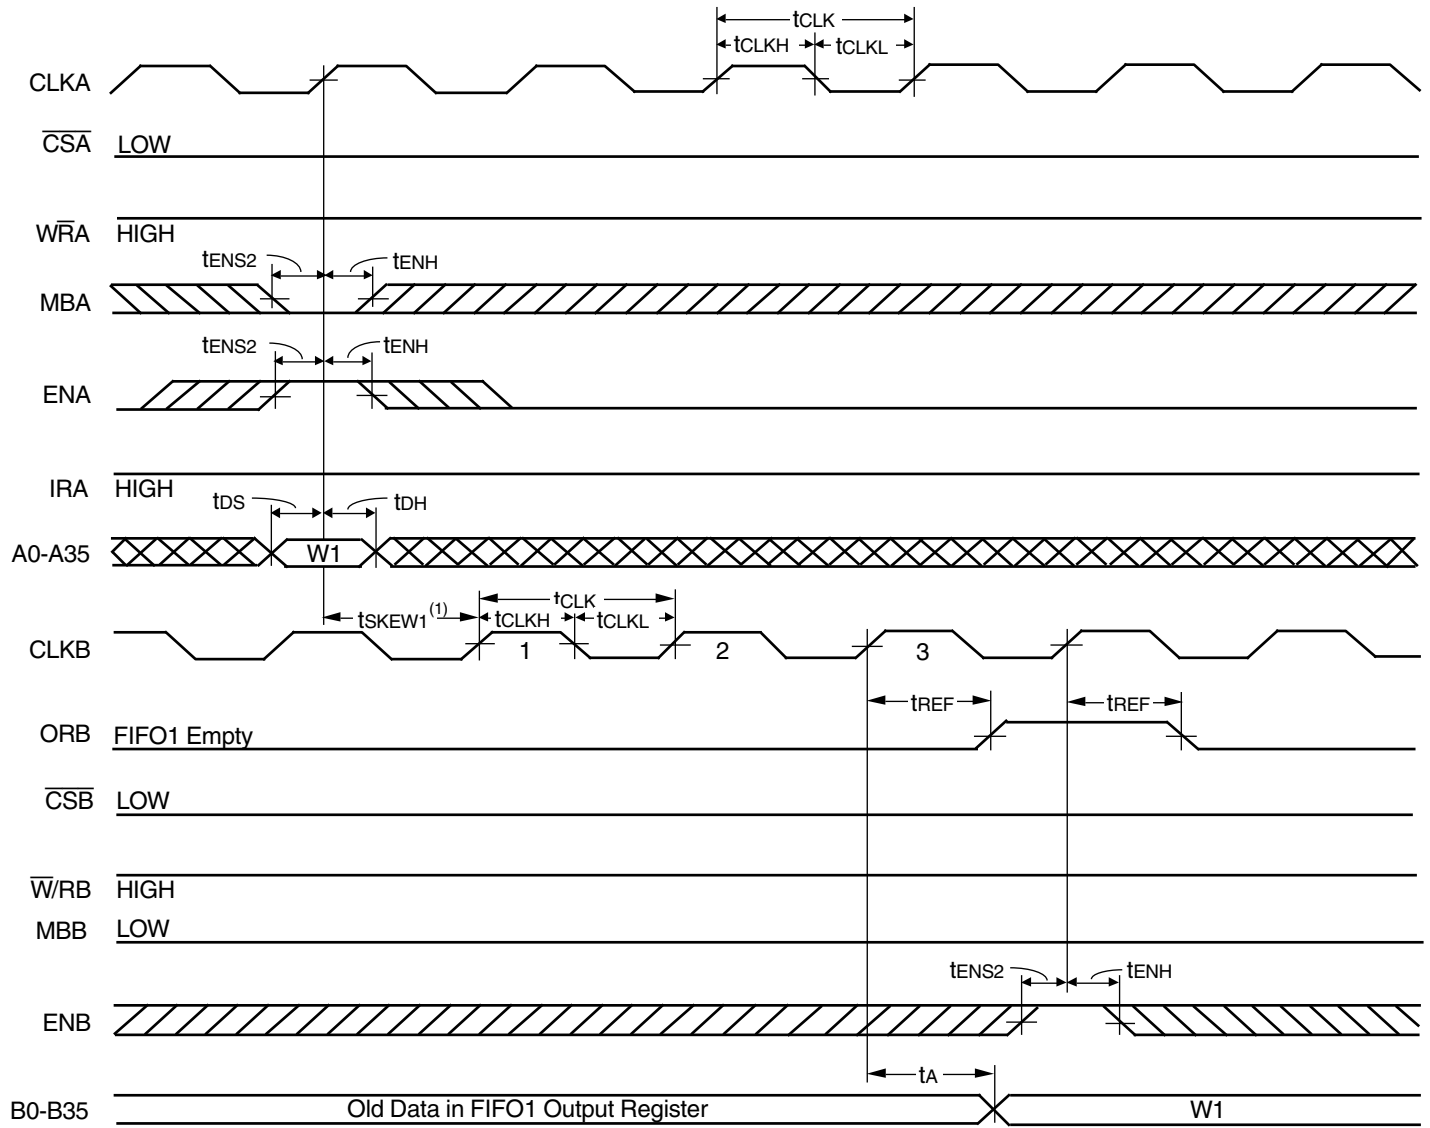 tCLK
tCLKH tCLKL
CLKA
CSA LOW
WRA HIGH
tENS2 tENH
MBA
tENS2 tENH
ENA
IRA HIGH
tDS tDH
A0-A35 W1
tCLK
tSKEW1(1) tCLKH tCLKL
CLKB 1 2 3
tREF tREF
ORB FIFO1 Empty
CSB LOW
W/RB HIGH
MBB LOW
tENS2 tENH
ENB
tA
B0-B35 Old Data in FIFO1 Output Register W1